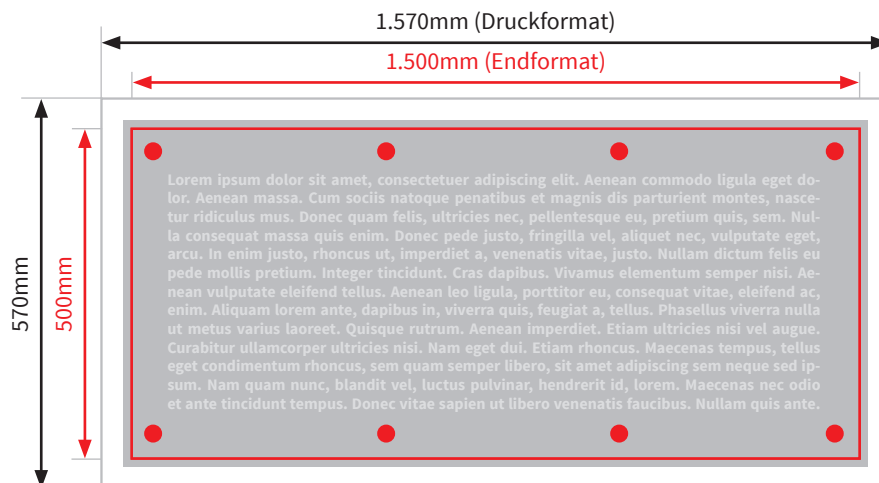 1.570mm (Druckformat)
1.500mm (Endformat)
570mm
500mm
Lorem ipsum dolor sit amet, consectetuer adipiscing elit. Aenean commodo ligula eget do-
lor. Aenean massa. Cum sociis natoque penatibus et magnis dis parturient montes, nasce-
tur ridiculus mus. Donec quam felis, ultricies nec, pellentesque eu, pretium quis, sem. Nul-
la consequat massa quis enim. Donec pede justo, fringilla vel, aliquet nec, vulputate eget,
arcu. In enim justo, rhoncus ut, imperdiet a, venenatis vitae, justo. Nullam dictum felis eu
pede mollis pretium. Integer tincidunt. Cras dapibus. Vivamus elementum semper nisi. Ae-
nean vulputate eleifend tellus. Aenean leo ligula, porttitor eu, consequat vitae, eleifend ac,
enim. Aliquam lorem ante, dapibus in, viverra quis, feugiat a, tellus. Phasellus viverra nulla
ut metus varius laoreet. Quisque rutrum. Aenean imperdiet. Etiam ultricies nisi vel augue.
Curabitur ullamcorper ultricies nisi. Nam eget dui. Etiam rhoncus. Maecenas tempus, tellus
eget condimentum rhoncus, sem quam semper libero, sit amet adipiscing sem neque sed ip-
sum. Nam quam nunc, blandit vel, luctus pulvinar, hendrerit id, lorem. Maecenas nec odio
et ante tincidunt tempus. Donec vitae sapien ut libero venenatis faucibus. Nullam quis ante.